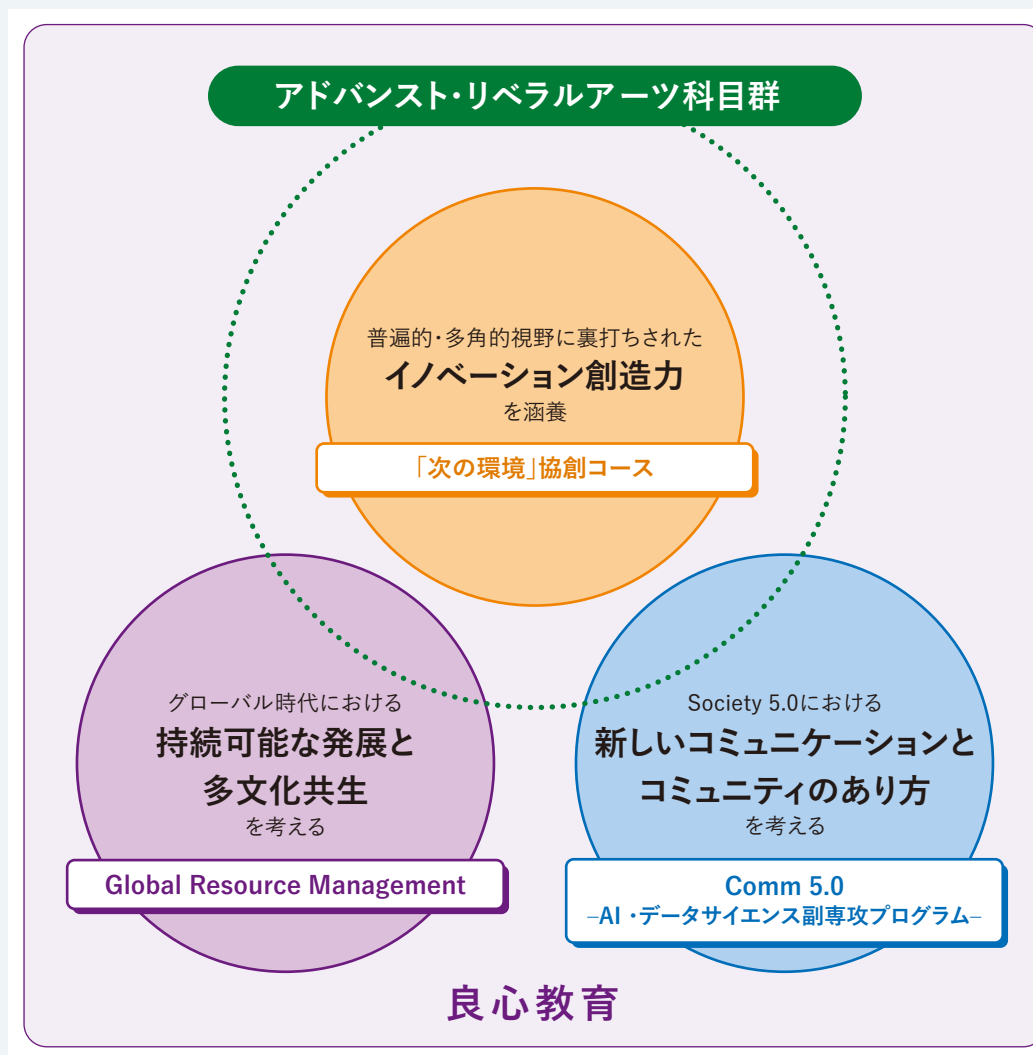 アドバンスト・リベラルアーツ科目群
普遍的・多角的視野に裏打ちされた
イノベーション創造力
を涵養
「次の環境」協創コース
グローバル時代における
持続可能な発展と
多文化共生
を考える
Global Resource Management
Society 5.0における
新しいコミュニケーションと
コミュニティのあり方
を考える
Comm 5.0
–AI・データサイエンス副専攻プログラム–
良心教育